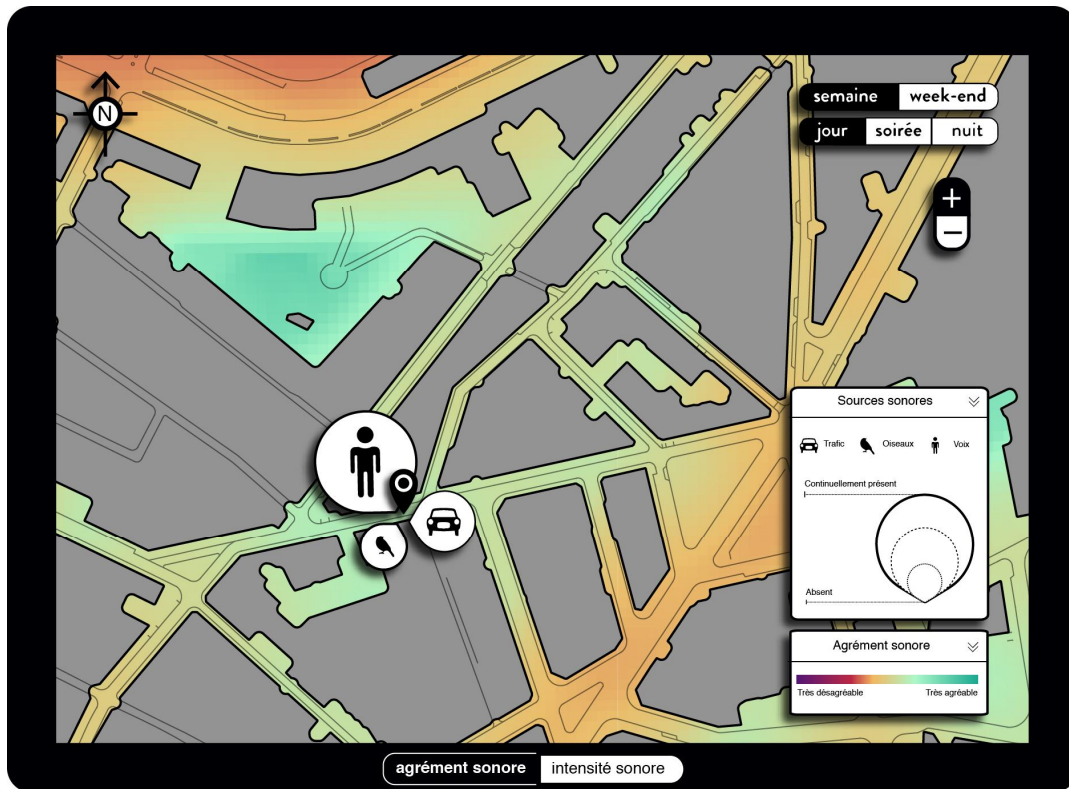 N
semaine week-end
jour soirée nuit
+
−
Sources sonores
Trafic Oiseaux Voix
Continuellement présent
Absent
Agrément sonore
Très désagréable Très agréable
agrément sonore intensité sonore